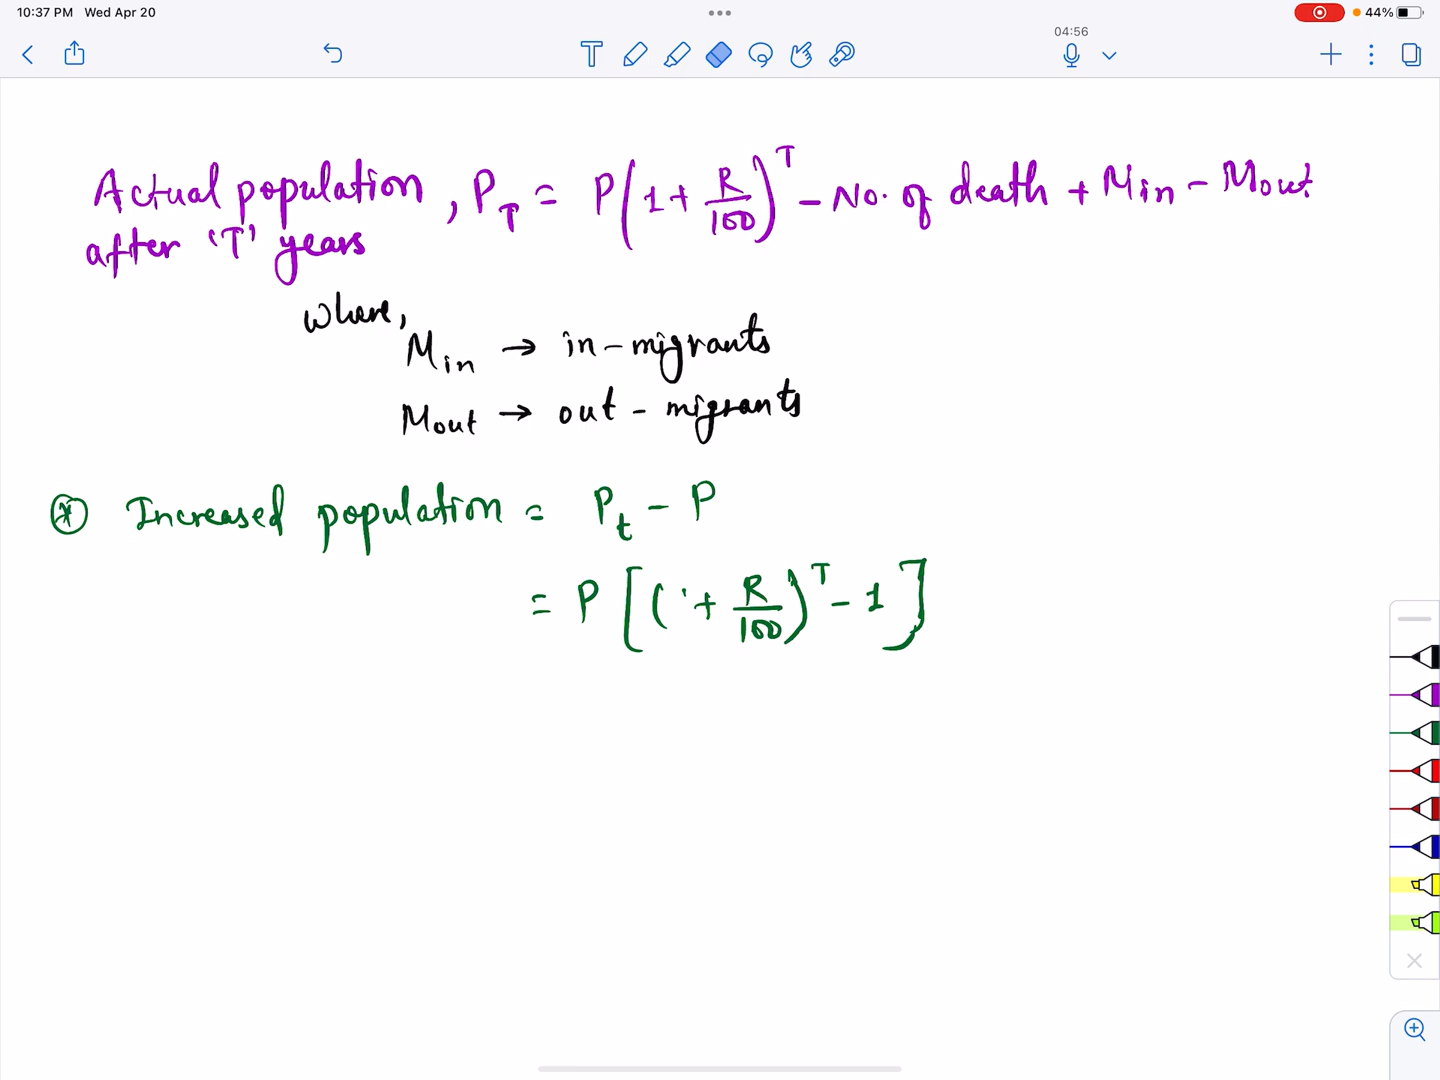 10:37 PM Wed Apr 20
44%
04:56
Actual population , P_T = P(1 + R/100)^T - No. of death + Min - Mout
after 'T' years
where,
Min → in - migrants
Mout → out - migrants
* Increased population = P_t - P
= P[( + R/100)^T - 1]